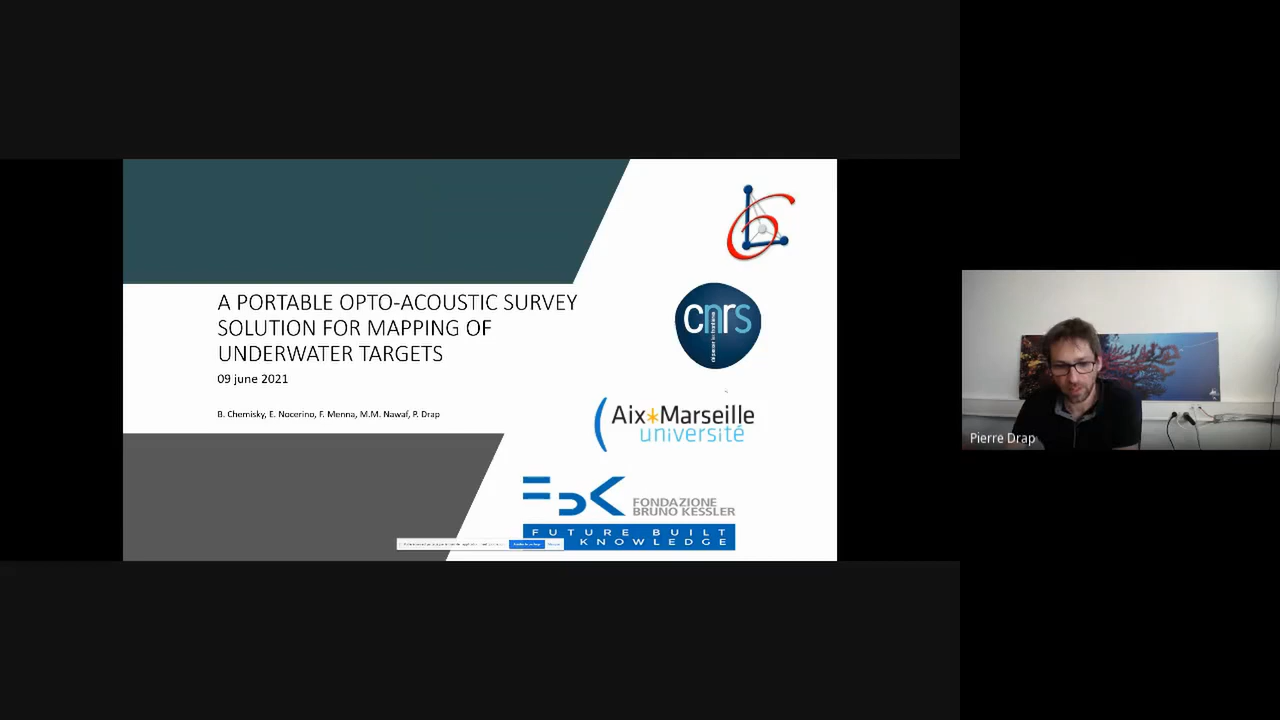 A PORTABLE OPTO-ACOUSTIC SURVEY
SOLUTION FOR MAPPING OF
UNDERWATER TARGETS
09 june 2021
B. Chemisky, E. Nocerino, F. Menna, M.M. Nawaf, P. Drap
cnrs
Aix*Marseille
université
FBK
FONDAZIONE
BRUNO KESSLER
FUTURE BUILT
KNOWLEDGE
Pierre Drap